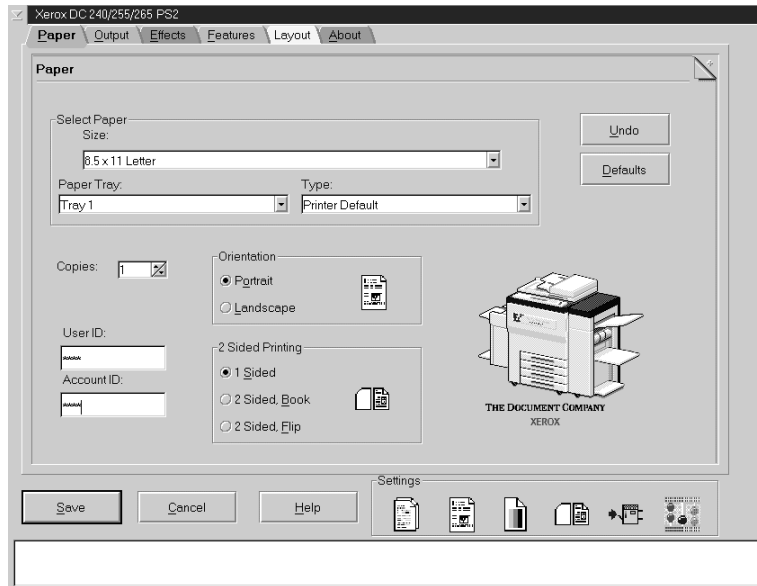 Xerox DC 240/255/265 PS2
Paper Output Effects Features Layout About
Paper
Select Paper
Size:
8.5 x 11 Letter
Paper Tray: Type:
Tray 1 Printer Default
Undo
Defaults
Copies: 1
Orientation
Portrait
Landscape
User ID:
****
Account ID:
****
2 Sided Printing
1 Sided
2 Sided, Book
2 Sided, Flip
THE DOCUMENT COMPANY
XEROX
Save Cancel Help
Settings